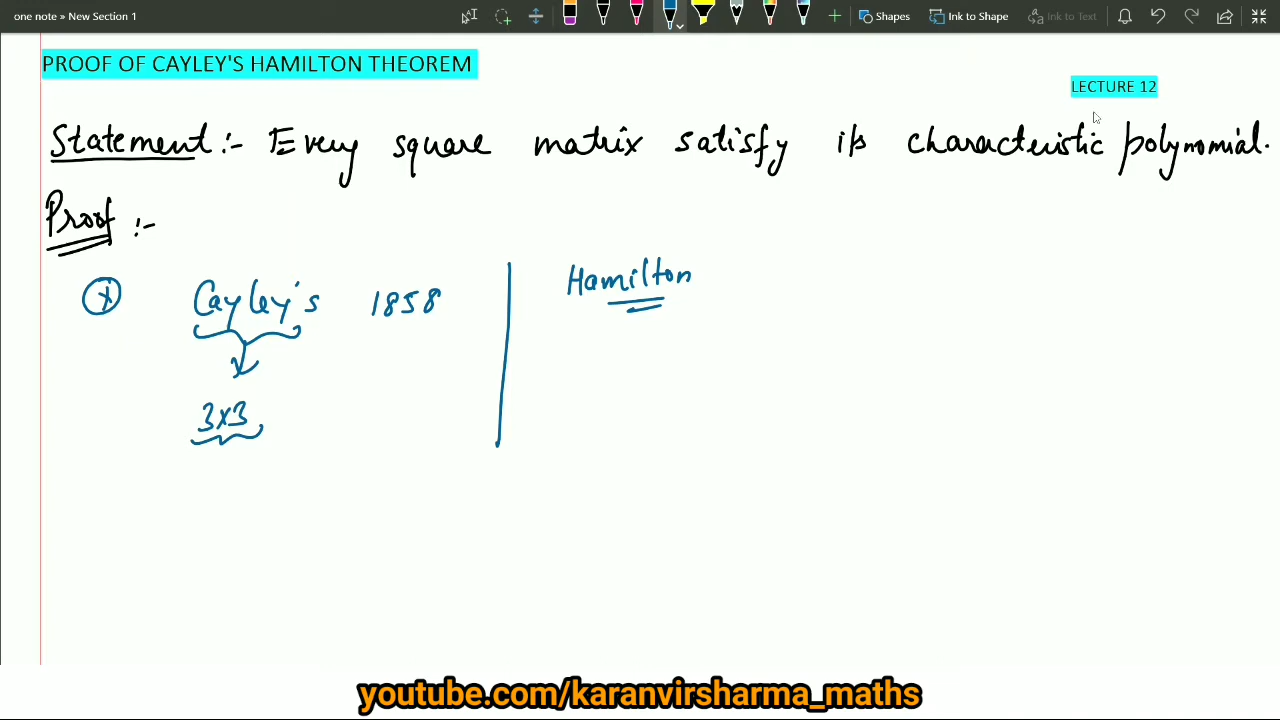 one note » New Section 1
Shapes Ink to Shape Ink to Text
PROOF OF CAYLEY'S HAMILTON THEOREM
LECTURE 12
Statement :- Every square matrix satisfy its characteristic polynomial.
Proof :-
Cayley's 1858
Hamilton
3x3
youtube.com/karanvirsharma_maths